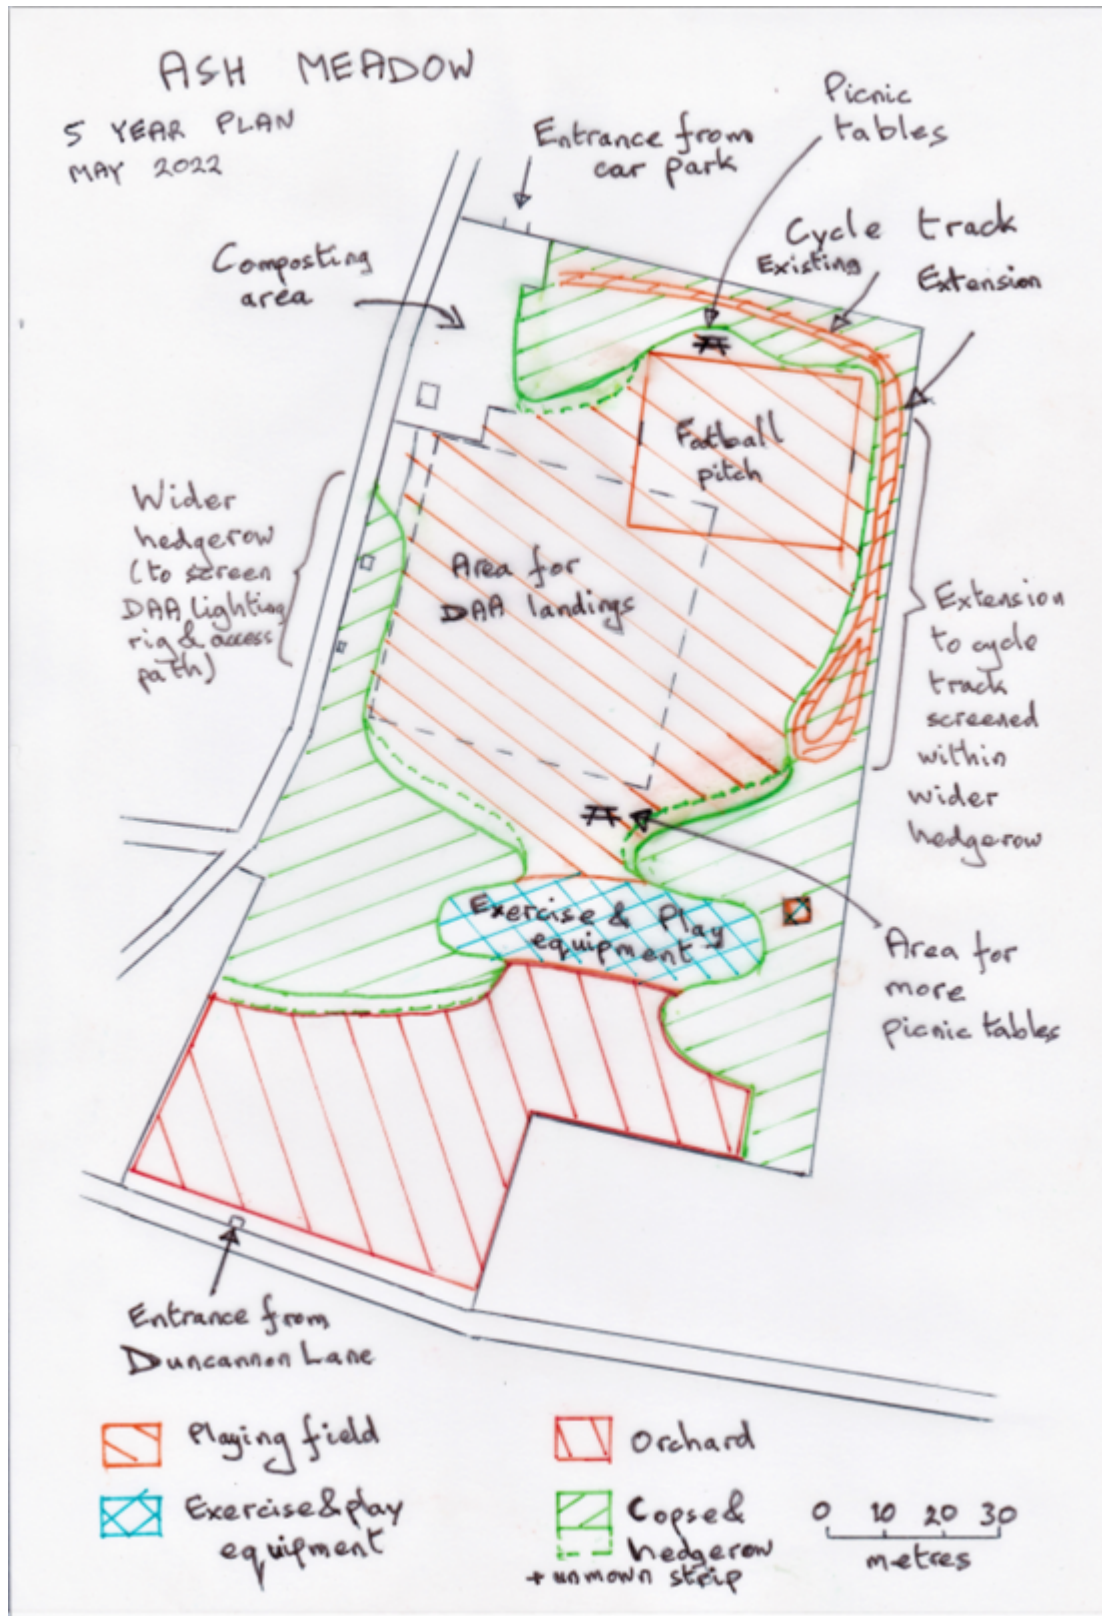 ASH MEADOW
5 YEAR PLAN
MAY 2022
Picnic
tables
Entrance from
car park
Cycle track
Existing
Extension
Composting
area
Football
pitch
Wider
hedgerow
(to screen
DAA lighting
rig & access
path)
Area for
DAA landings
Extension
to cycle
track
screened
within
wider
hedgerow
Exercise & Play
equipment
Area for
more
picnic tables
Entrance from
Duncannon Lane
Playing field
Orchard
Exercise & play
equipment
Copse &
hedgerow
+ unmown strip
0 10 20 30
metres